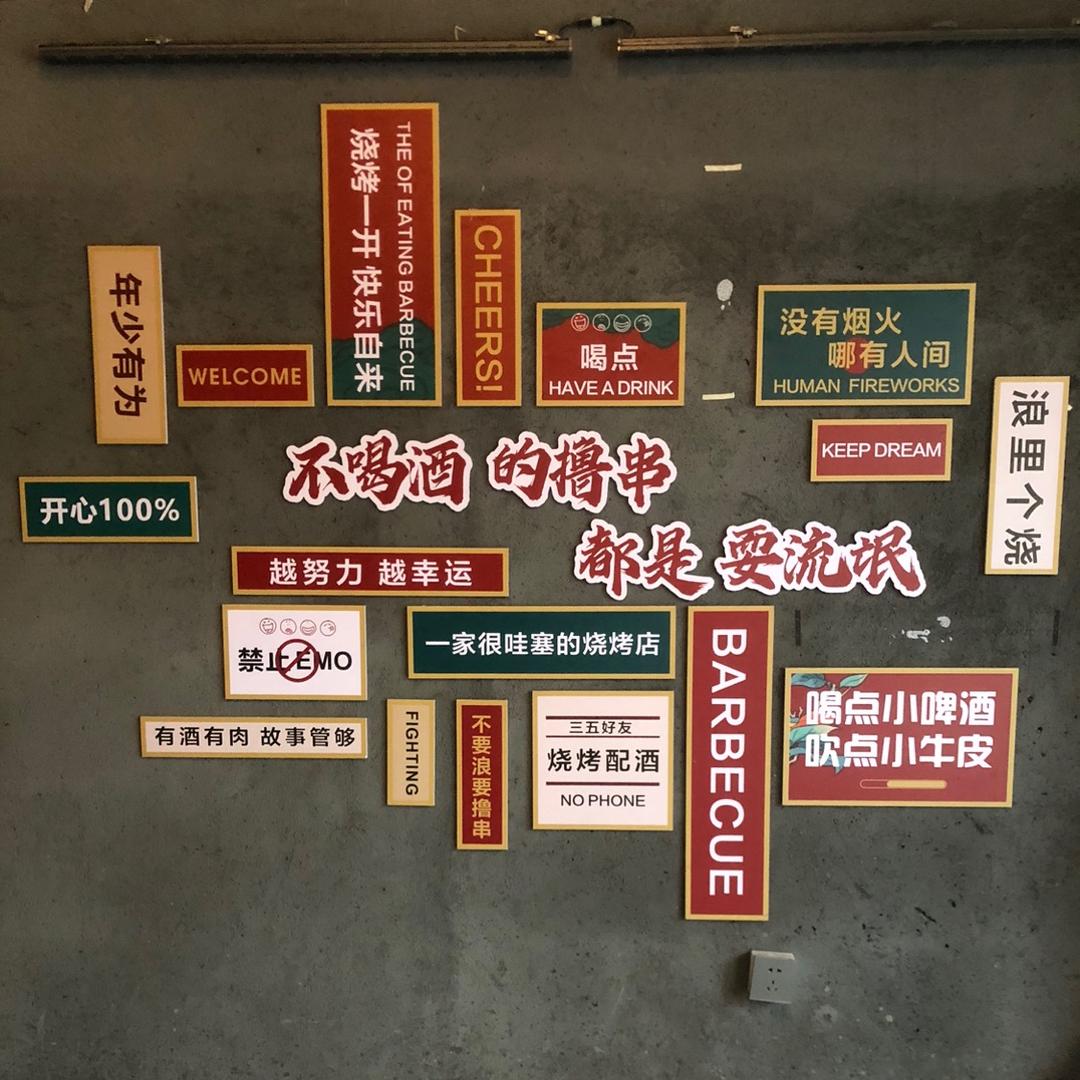 THE OF EATING BARBECUE
烧烤一开 快乐自来
CHEERS!
年少有为
WELCOME
喝点
HAVE A DRINK
没有烟火
哪有人间
HUMAN FIREWORKS
浪里个烧
KEEP DREAM
不喝酒 的撸串
都是 耍流氓
开心100%
越努力 越幸运
禁止EMO
一家很哇塞的烧烤店
BARBECUE
喝点小啤酒
吹点小牛皮
有酒有肉 故事管够
FIGHTING
不要浪要撸串
三五好友
烧烤配酒
NO PHONE